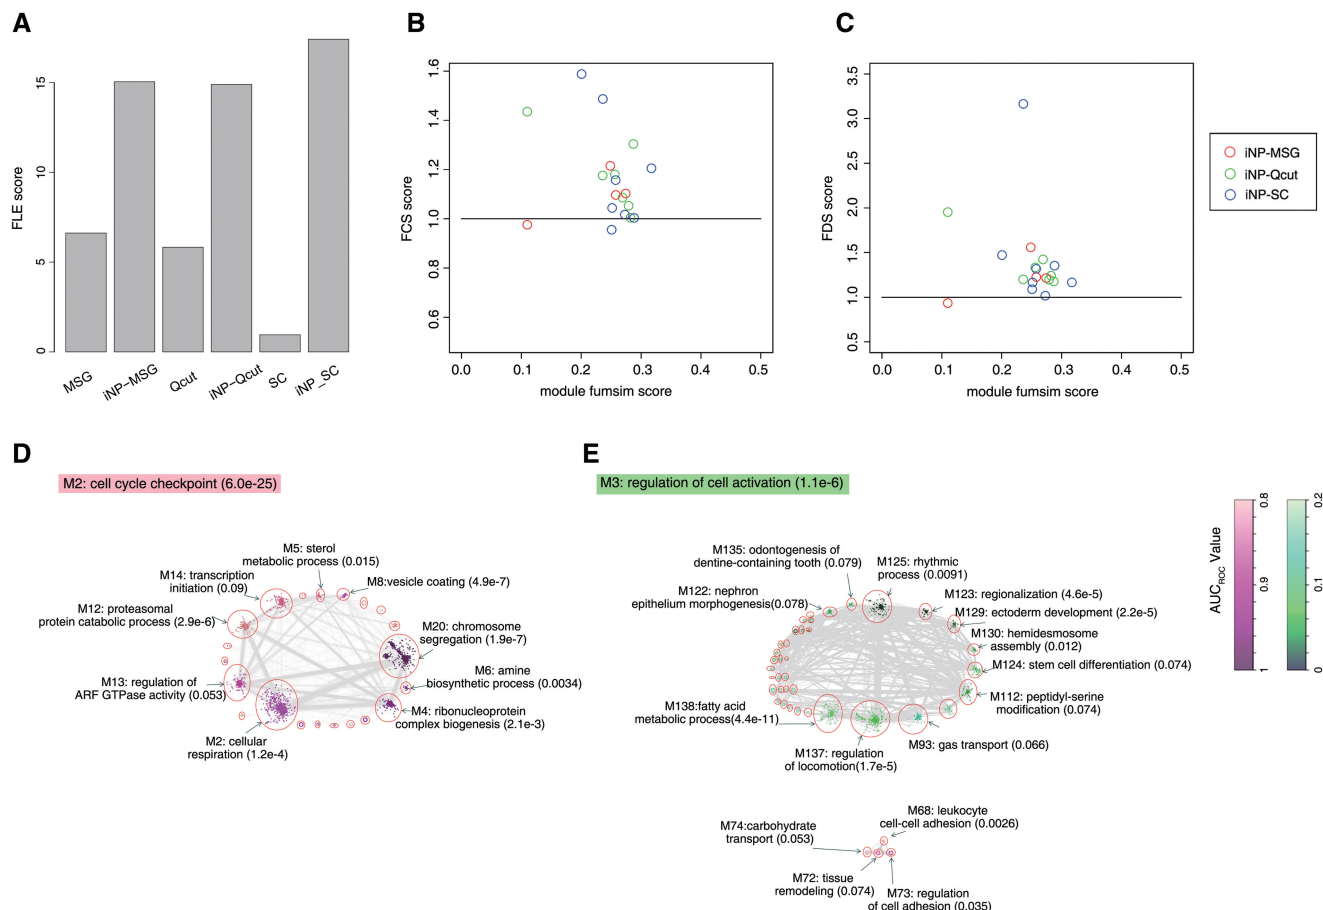 A
FLE score
15
10
5
0
MSG
iNP−MSG
Qcut
iNP−Qcut
SC
iNP_SC
B
FCS score
1.6
1.4
1.2
1.0
0.8
0.6
0.0 0.1 0.2 0.3 0.4 0.5
module fumsim score
C
FDS score
3.5
3.0
2.5
2.0
1.5
1.0
0.5
0.0 0.1 0.2 0.3 0.4 0.5
module fumsim score
iNP-MSG
iNP-Qcut
iNP-SC
D
M2: cell cycle checkpoint (6.0e-25)
M5: sterol
metabolic process (0.015)
M14: transcription
initiation (0.09)
M8:vesicle coating (4.9e-7)
M12: proteasomal
protein catabolic process (2.9e-6)
M20: chromosome
segregation (1.9e-7)
M6: amine
biosynthetic process (0.0034)
M13: regulation of
ARF GTPase activity (0.053)
M4: ribonucleoprotein
complex biogenesis (2.1e-3)
M2: cellular
respiration (1.2e-4)
E
M3: regulation of cell activation (1.1e-6)
M135: odontogenesis of
dentine-containing tooth (0.079)
M125: rhythmic
process (0.0091)
M122: nephron
epithelium morphogenesis(0.078)
M123: regionalization (4.6e-5)
M129: ectoderm development (2.2e-5)
M130: hemidesmosome
assembly (0.012)
M124: stem cell differentiation (0.074)
M112: peptidyl-serine
modification (0.074)
M138:fatty acid
metabolic process(4.4e-11)
M93: gas transport (0.066)
M137: regulation
of locomotion(1.7e-5)
M68: leukocyte
cell-cell adhesion (0.0026)
M74:carbohydrate
transport (0.053)
M72: tissue
remodeling (0.074)
M73: regulation
of cell adhesion (0.035)
AUCROC Value
0.8
0.9
1
0.2
0.1
0